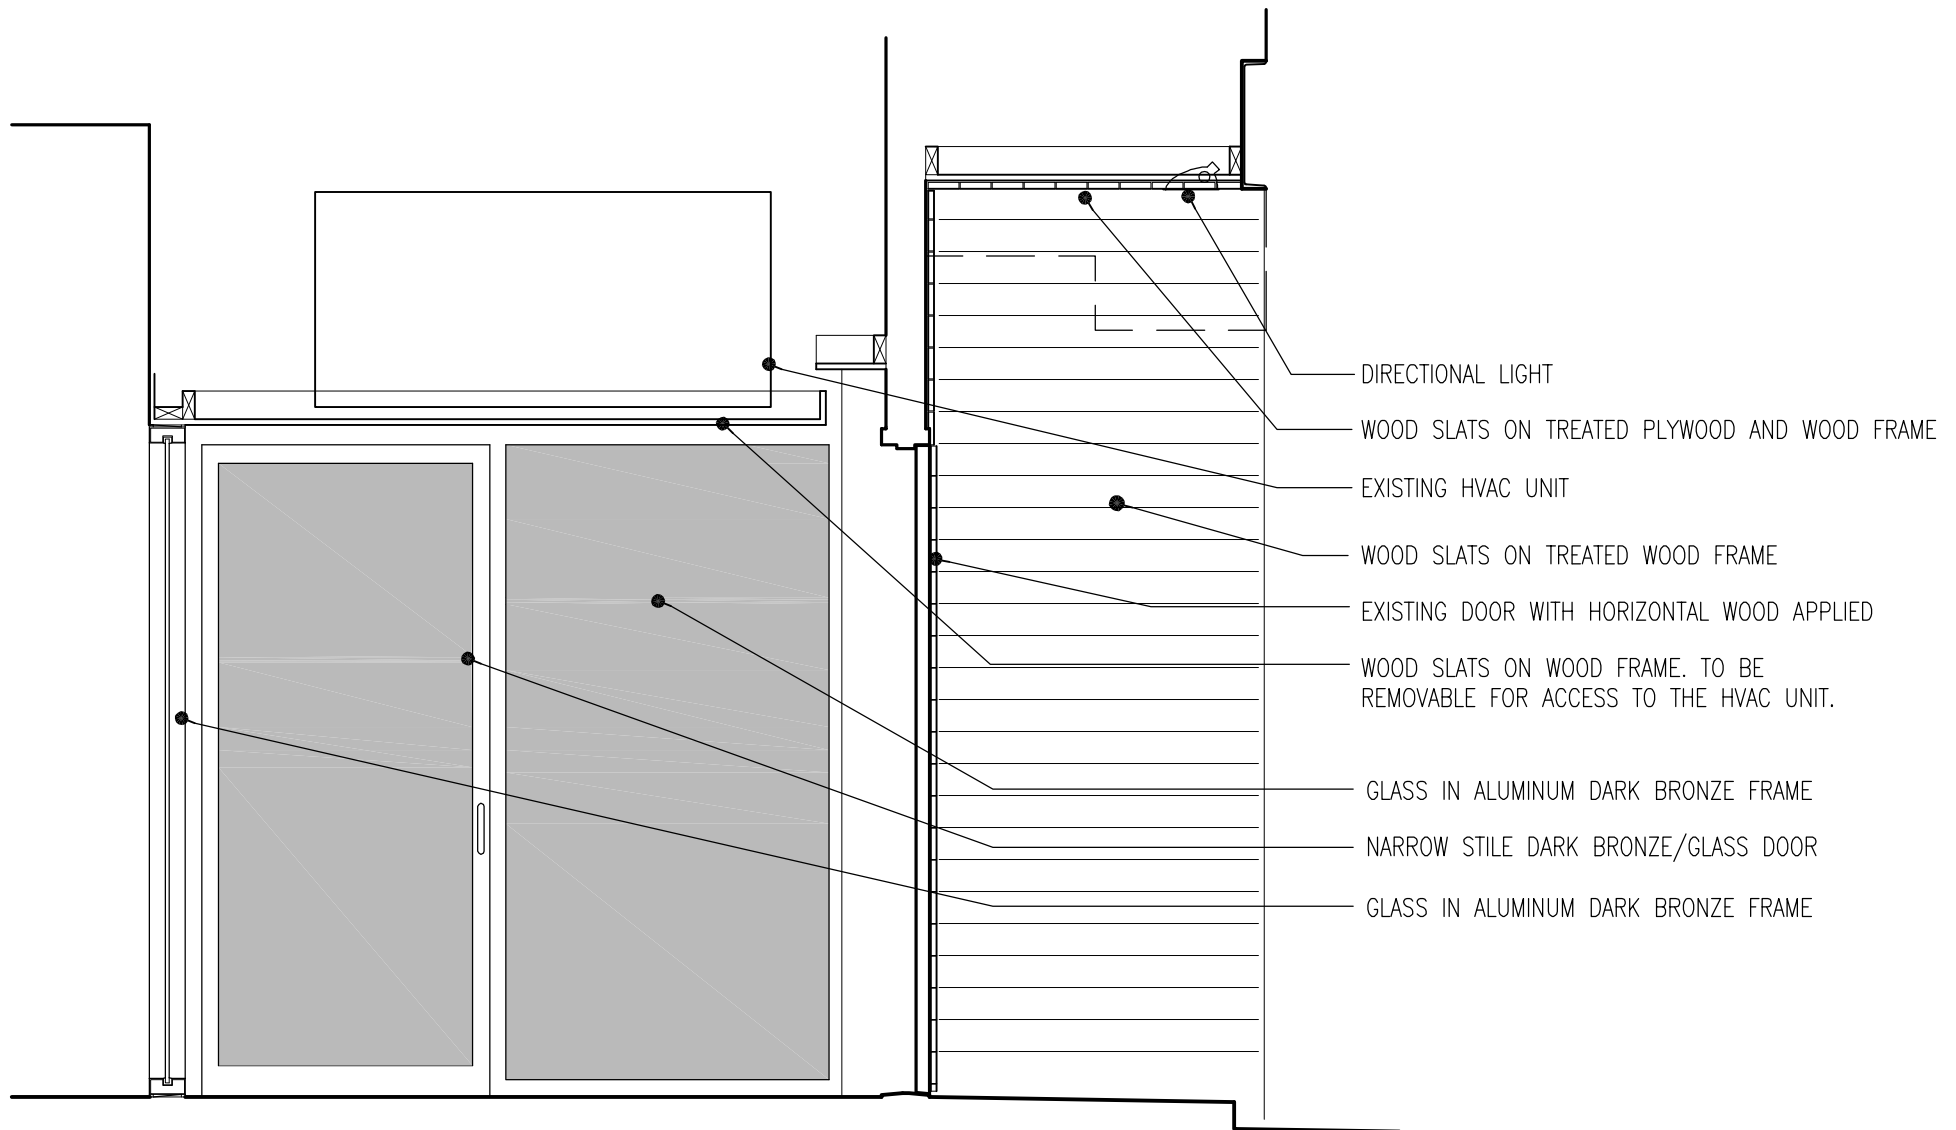 DIRECTIONAL LIGHT
WOOD SLATS ON TREATED PLYWOOD AND WOOD FRAME
EXISTING HVAC UNIT
WOOD SLATS ON TREATED WOOD FRAME
EXISTING DOOR WITH HORIZONTAL WOOD APPLIED
WOOD SLATS ON WOOD FRAME. TO BE
REMOVABLE FOR ACCESS TO THE HVAC UNIT.
GLASS IN ALUMINUM DARK BRONZE FRAME
NARROW STILE DARK BRONZE/GLASS DOOR
GLASS IN ALUMINUM DARK BRONZE FRAME